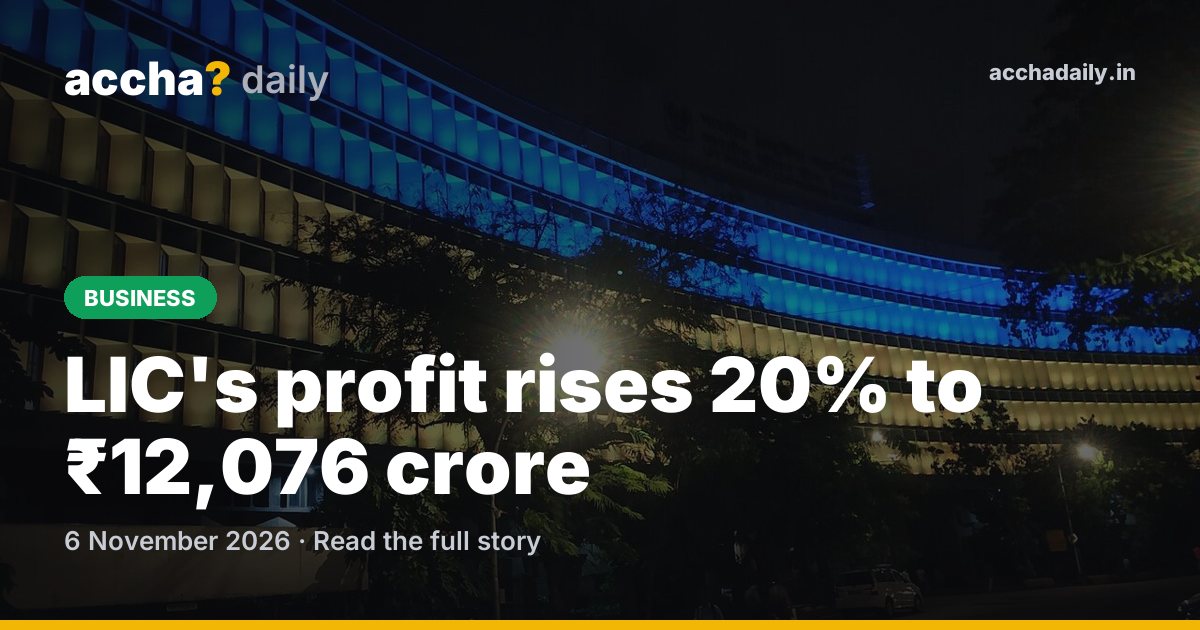 accha? daily
acchadaily.in
BUSINESS
LIC's profit rises 20% to
₹12,076 crore
6 November 2026 · Read the full story